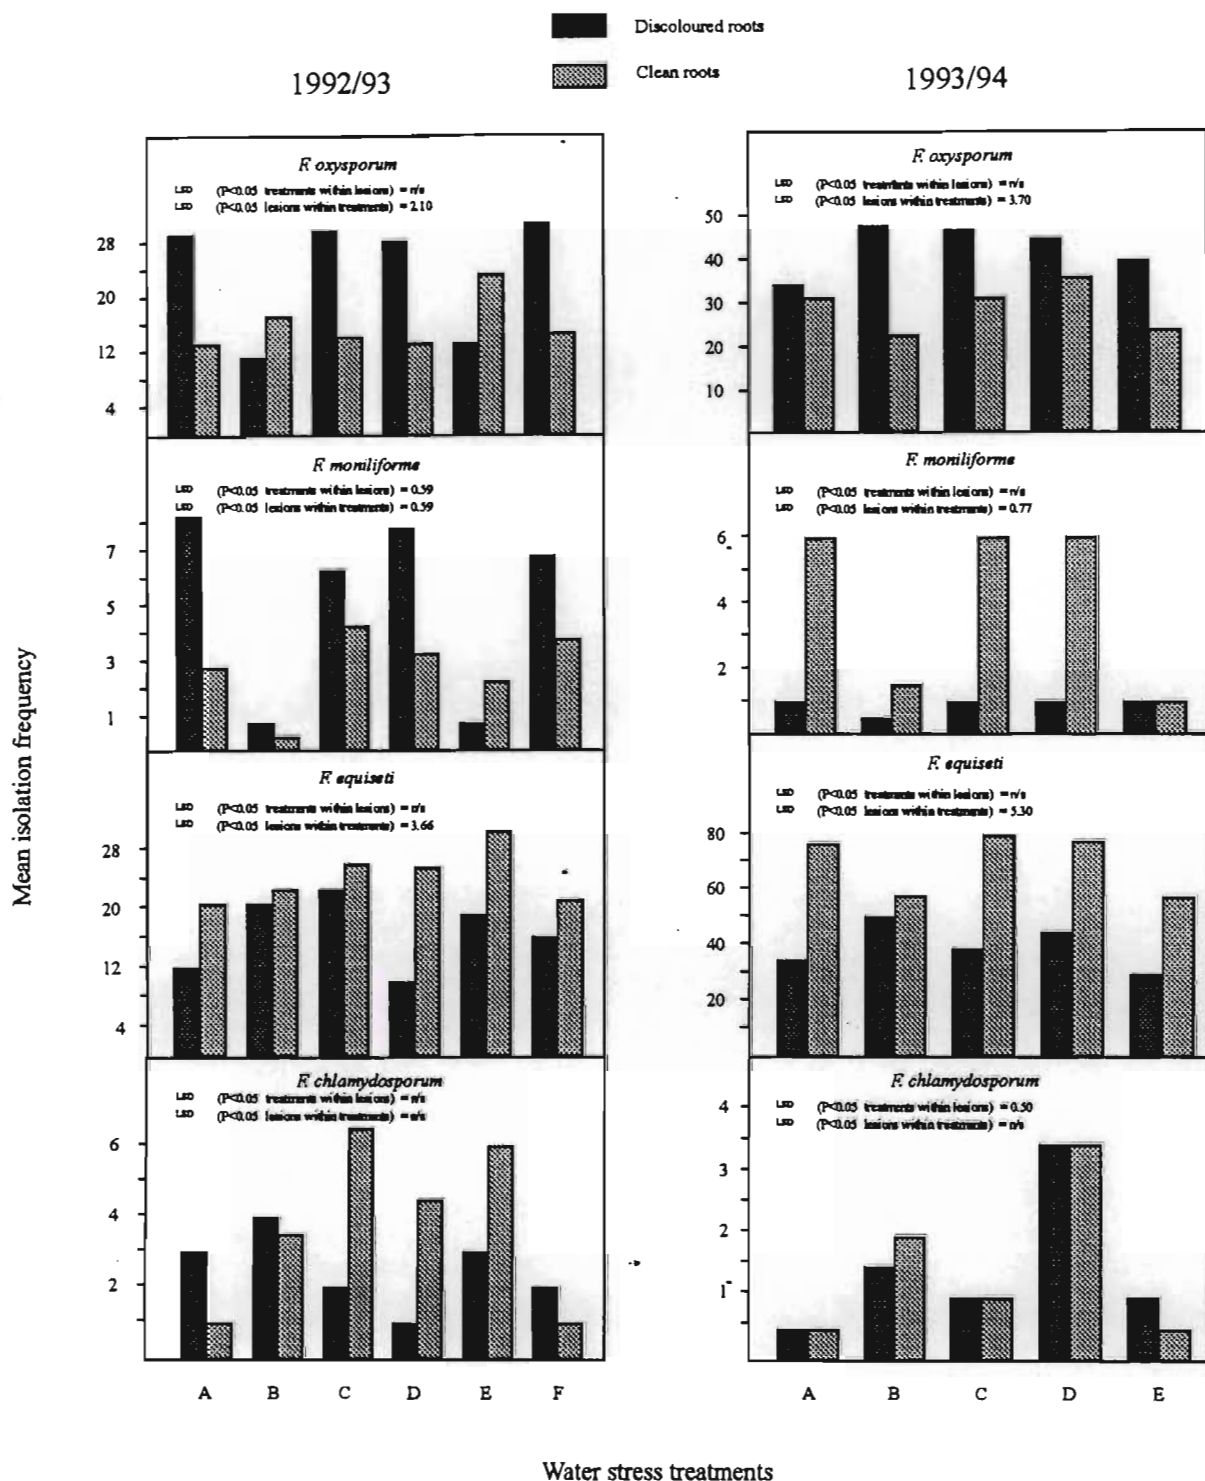 Discoloured roots
Clean roots
1992/93
1993/94
Mean isolation frequency
F. oxysporum
LSD (P<0.05 treatments within lesions) = n/s
LSD (P<0.05 lesions within treatments) = 2.10
28
20
12
4
F. moniliforme
LSD (P<0.05 treatments within lesions) = 0.59
LSD (P<0.05 lesions within treatments) = 0.59
7
5
3
1
F. equiseti
LSD (P<0.05 treatments within lesions) = n/s
LSD (P<0.05 lesions within treatments) = 3.66
28
20
12
4
F. chlamydosporum
LSD (P<0.05 treatments within lesions) = n/s
LSD (P<0.05 lesions within treatments) = n/s
6
4
2
A B C D E F
F. oxysporum
LSD (P<0.05 treatments within lesions) = n/s
LSD (P<0.05 lesions within treatments) = 3.70
50
40
30
20
10
F. moniliforme
LSD (P<0.05 treatments within lesions) = n/s
LSD (P<0.05 lesions within treatments) = 0.77
6
4
2
F. equiseti
LSD (P<0.05 treatments within lesions) = n/s
LSD (P<0.05 lesions within treatments) = 5.30
80
60
40
20
F. chlamydosporum
LSD (P<0.05 treatments within lesions) = 0.50
LSD (P<0.05 lesions within treatments) = n/s
4
3
2
1
A B C D E
Water stress treatments